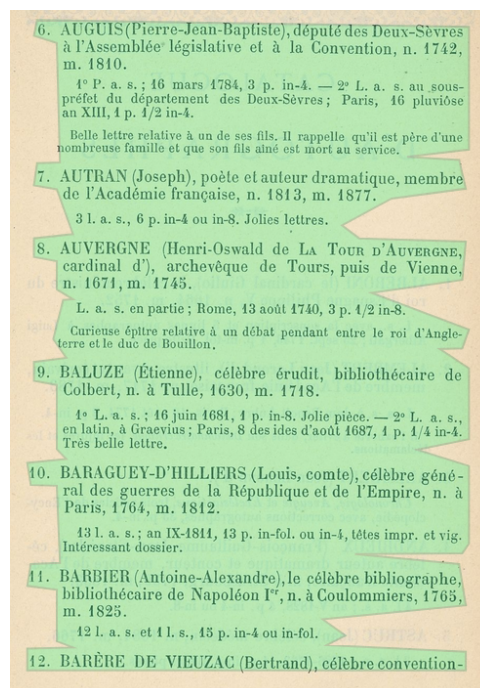 6. AUGUIS (Pierre-Jean-Baptiste), député des Deux-Sèvres
à l'Assemblée législative et à la Convention, n. 1742,
m. 1810.
1° P. a. s. ; 16 mars 1784, 3 p. in-4. — 2° L. a. s. au sous-
préfet du département des Deux-Sèvres ; Paris, 16 pluviôse
an XIII, 1 p. 1/2 in-4.
Belle lettre relative à un de ses fils. Il rappelle qu'il est père d'une
nombreuse famille et que son fils aîné est mort au service.
7. AUTRAN (Joseph), poète et auteur dramatique, membre
de l'Académie française, n. 1813, m. 1877.
3 l. a. s., 6 p. in-4 ou in-8. Jolies lettres.
8. AUVERGNE (Henri-Oswald de LA TOUR D'AUVERGNE,
cardinal d'), archevêque de Tours, puis de Vienne,
n. 1671, m. 1745.
L. a. s. en partie ; Rome, 13 août 1740, 3 p. 1/2 in-8.
Curieuse épître relative à un débat pendant entre le roi d'Angle-
terre et le duc de Bouillon.
9. BALUZE (Étienne), célèbre érudit, bibliothécaire de
Colbert, n. à Tulle, 1630, m. 1718.
1° L. a. s. ; 16 juin 1681, 1 p. in-8. Jolie pièce. — 2° L. a. s.,
en latin, à Graevius ; Paris, 8 des ides d'août 1687, 1 p. 1/4 in-4.
Très belle lettre.
10. BARAGUEY-D'HILLIERS (Louis, comte), célèbre géné-
ral des guerres de la République et de l'Empire, n. à
Paris, 1764, m. 1812.
13 l. a. s. ; an IX-1811, 13 p. in-fol. ou in-4, têtes impr. et vig.
Intéressant dossier.
11. BARBIER (Antoine-Alexandre), le célèbre bibliographe,
bibliothécaire de Napoléon Ier, n. à Coulommiers, 1765,
m. 1825.
12 l. a. s. et 1 l. s., 15 p. in-4 ou in-fol.
12. BARÈRE DE VIEUZAC (Bertrand), célèbre convention-